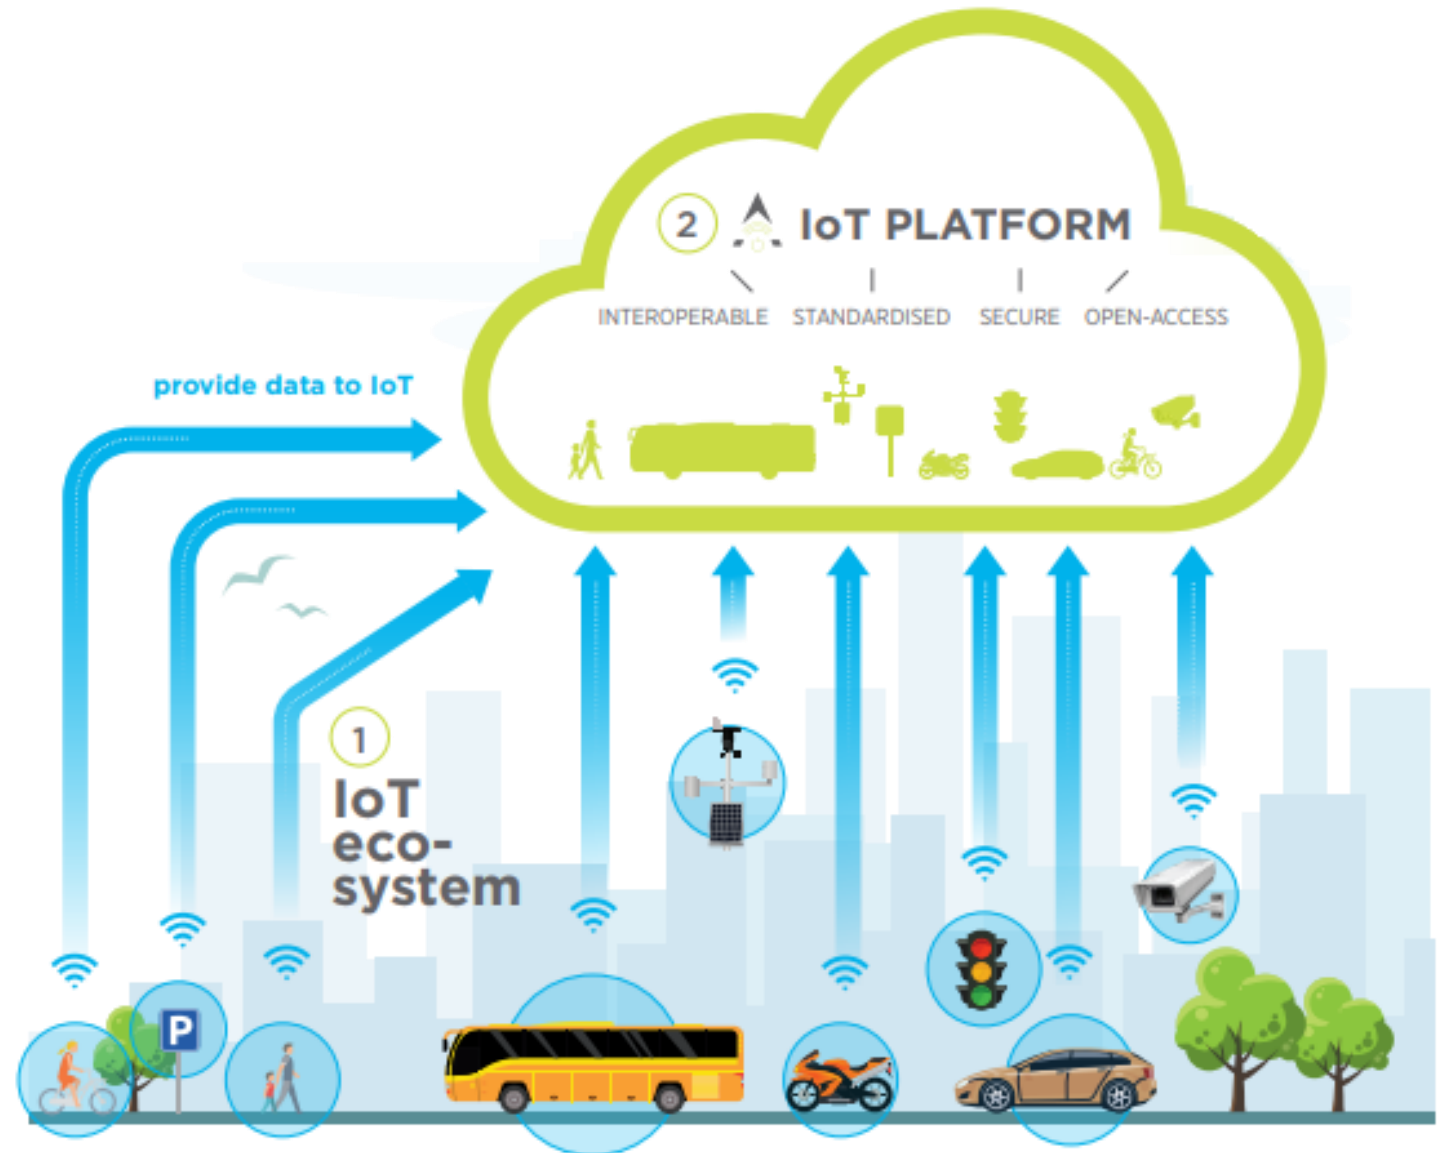 2 IoT PLATFORM
INTEROPERABLE STANDARDISED SECURE OPEN-ACCESS
provide data to IoT
1
IoT
eco-
system
P